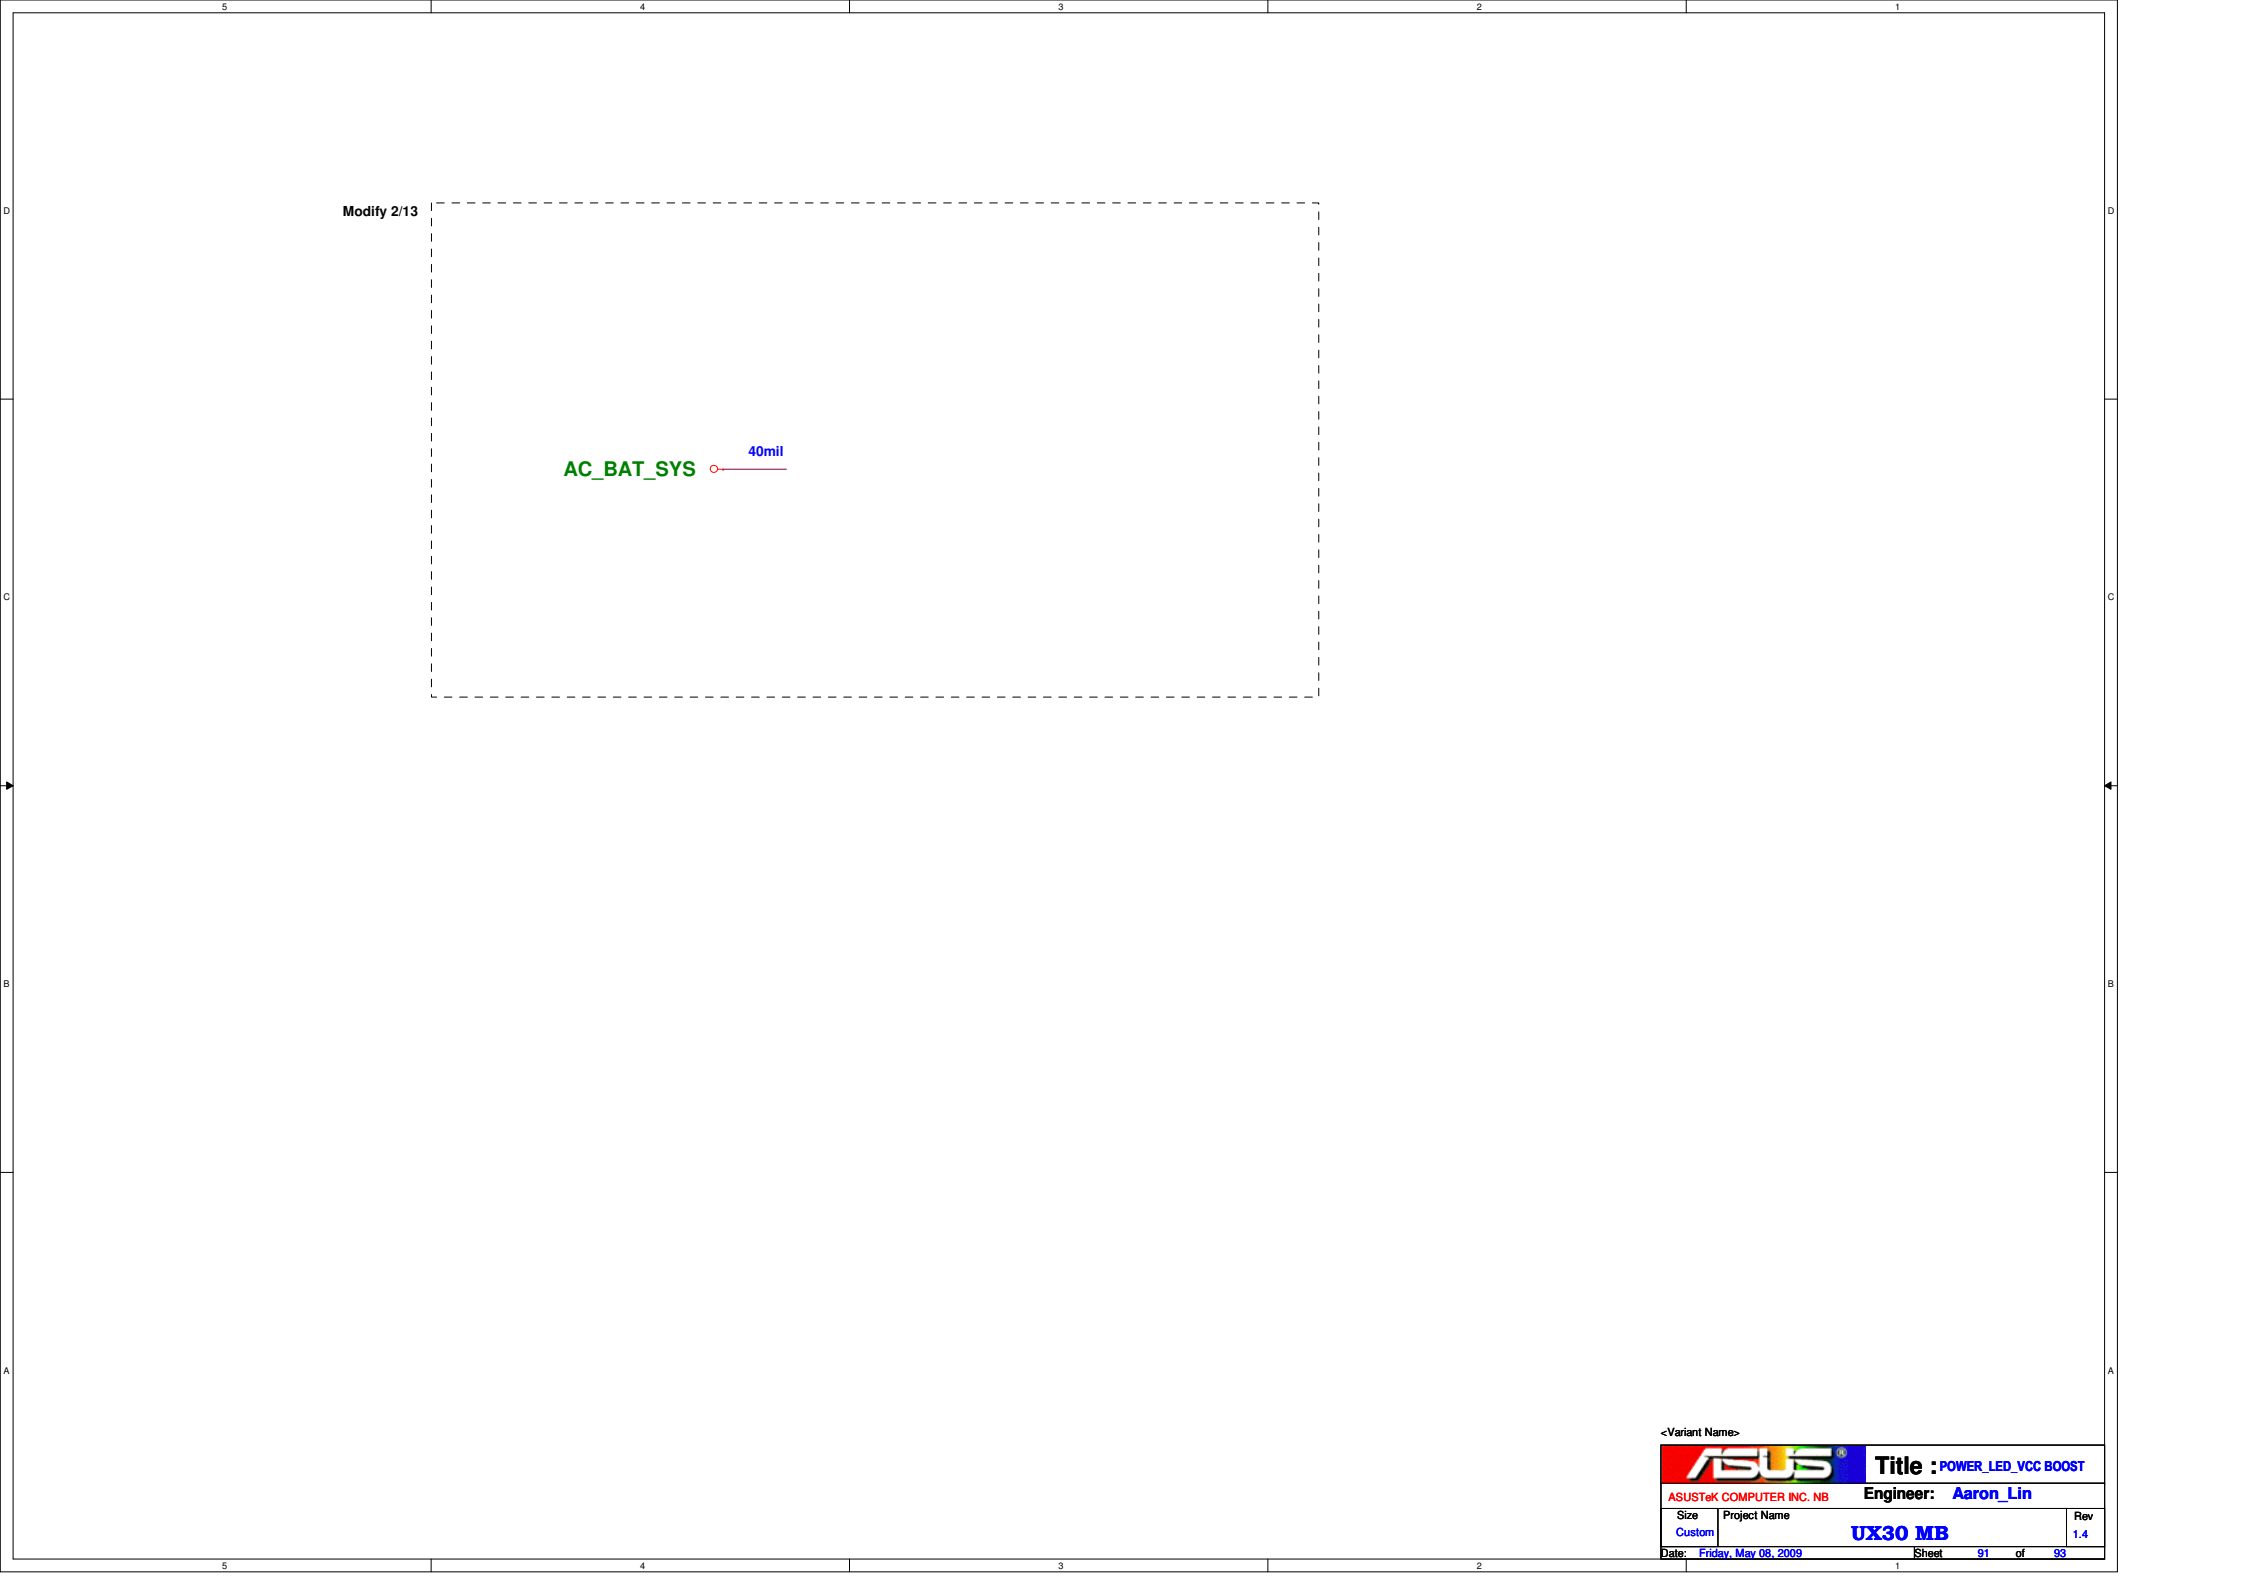 5 4 3 2 1
D D
Modify 2/13
40mil
AC_BAT_SYS
C C
B B
A A
<Variant Name>
ASUS®
Title : POWER_LED_VCC BOOST
ASUSTeK COMPUTER INC. NB Engineer: Aaron_Lin
Size Project Name Rev
Custom UX30 MB 1.4
Date: Friday, May 08, 2009 Sheet 91 of 93
5 4 3 2 1